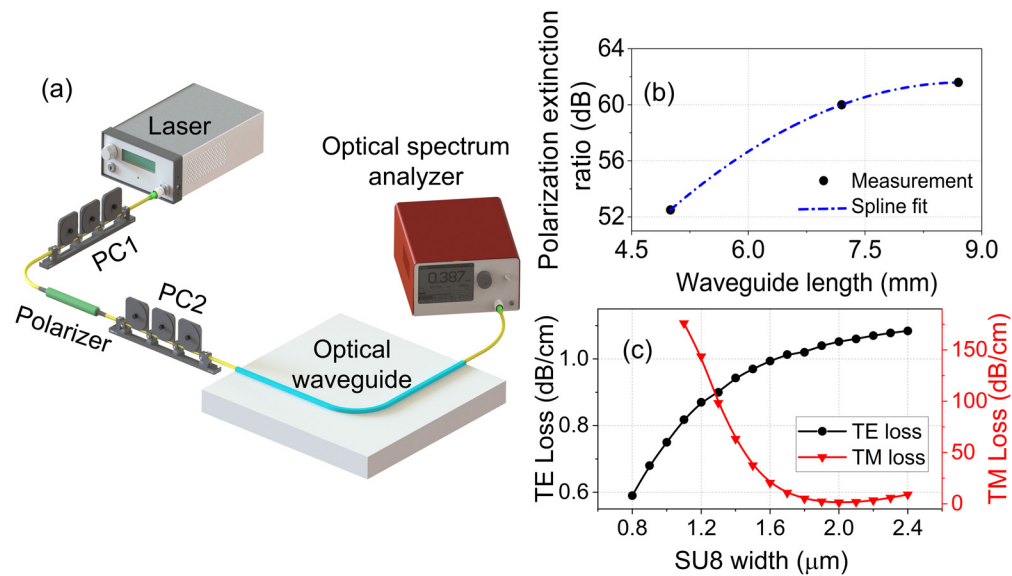 (a)
Laser
PC1
Polarizer
PC2
Optical spectrum
analyzer
0.387
Optical
waveguide
Polarization extinction
ratio (dB)
64
60
56
52
(b)
Measurement
Spline fit
4.5
6.0
7.5
9.0
Waveguide length (mm)
TE Loss (dB/cm)
1.0
0.8
0.6
(c)
TE loss
TM loss
150
100
50
0
TM Loss (dB/cm)
0.8
1.2
1.6
2.0
2.4
SU8 width (μm)